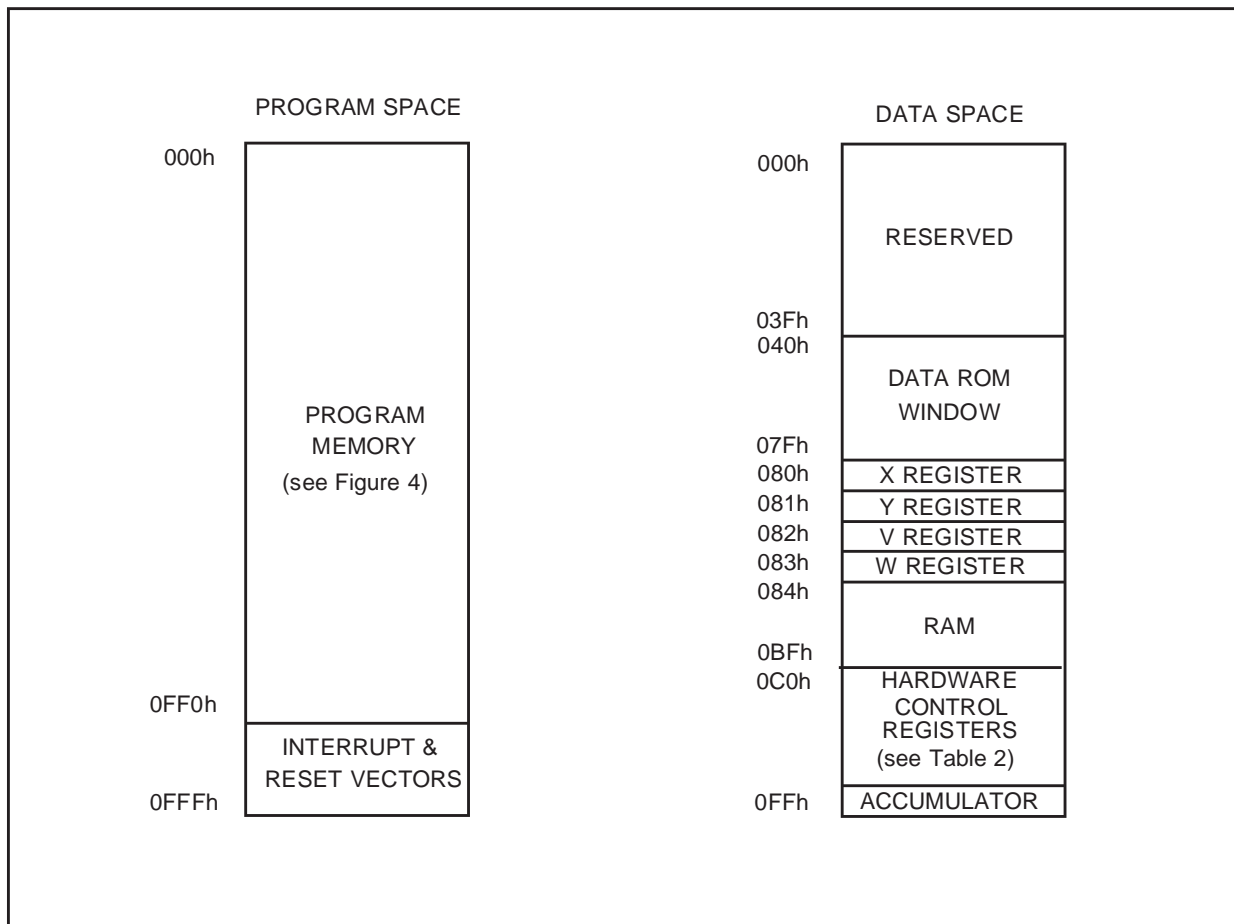 PROGRAM SPACE
000h
PROGRAM
MEMORY
(see Figure 4)
0FF0h
INTERRUPT &
RESET VECTORS
0FFFh
DATA SPACE
000h
RESERVED
03Fh
040h
DATA ROM
WINDOW
07Fh
080h
X REGISTER
081h
Y REGISTER
082h
V REGISTER
083h
W REGISTER
084h
RAM
0BFh
0C0h
HARDWARE
CONTROL
REGISTERS
(see Table 2)
0FFh
ACCUMULATOR